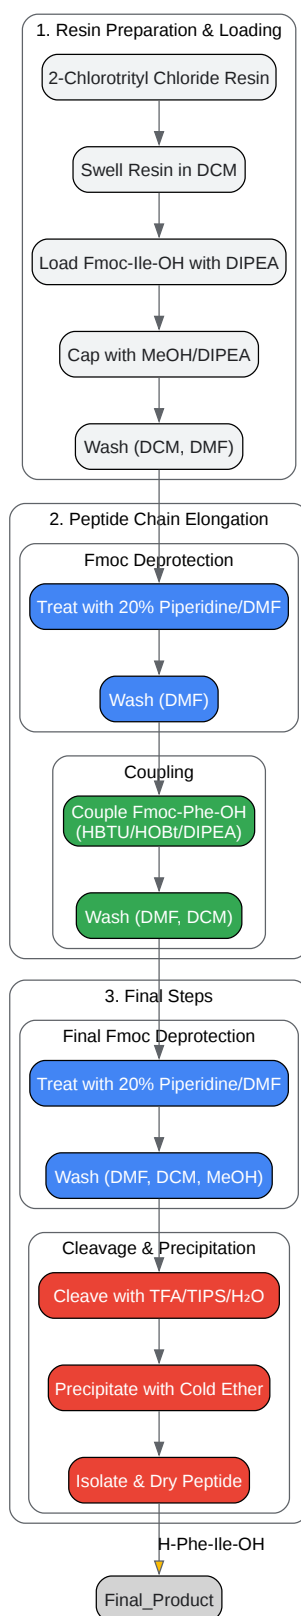 1. Resin Preparation & Loading
2-Chlorotrityl Chloride Resin
Swell Resin in DCM
Load Fmoc-Ile-OH with DIPEA
Cap with MeOH/DIPEA
Wash (DCM, DMF)
2. Peptide Chain Elongation
Fmoc Deprotection
Treat with 20% Piperidine/DMF
Wash (DMF)
Coupling
Couple Fmoc-Phe-OH
(HBTU/HOBt/DIPEA)
Wash (DMF, DCM)
3. Final Steps
Final Fmoc Deprotection
Treat with 20% Piperidine/DMF
Wash (DMF, DCM, MeOH)
Cleavage & Precipitation
Cleave with TFA/TIPS/H₂O
Precipitate with Cold Ether
Isolate & Dry Peptide
H-Phe-Ile-OH
Final_Product